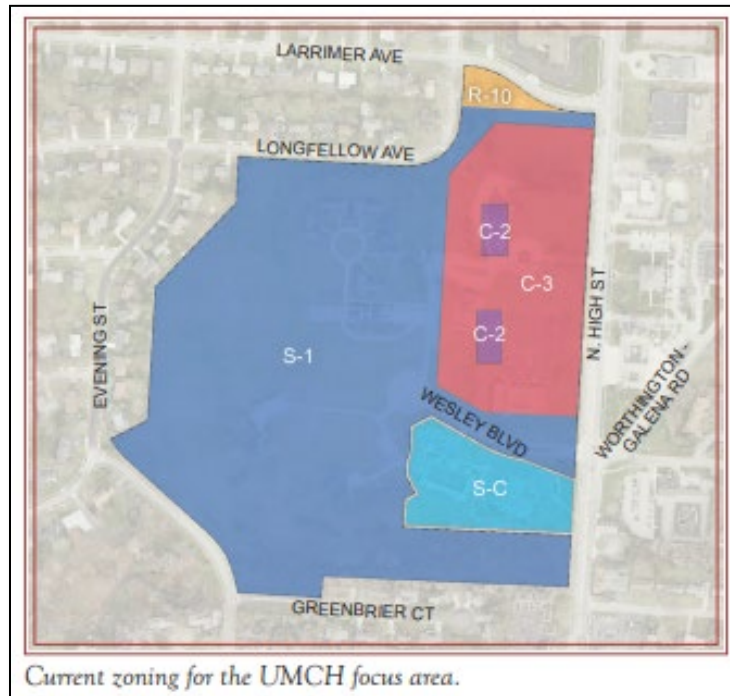 LARRIMER AVE
R-10
LONGFELLOW AVE
C-2
C-3
C-2
N. HIGH ST
EVENING ST
S-1
WESLEY BLVD
WORTHINGTON -
GALENA RD
S-C
GREENBRIER CT
Current zoning for the UMCH focus area.